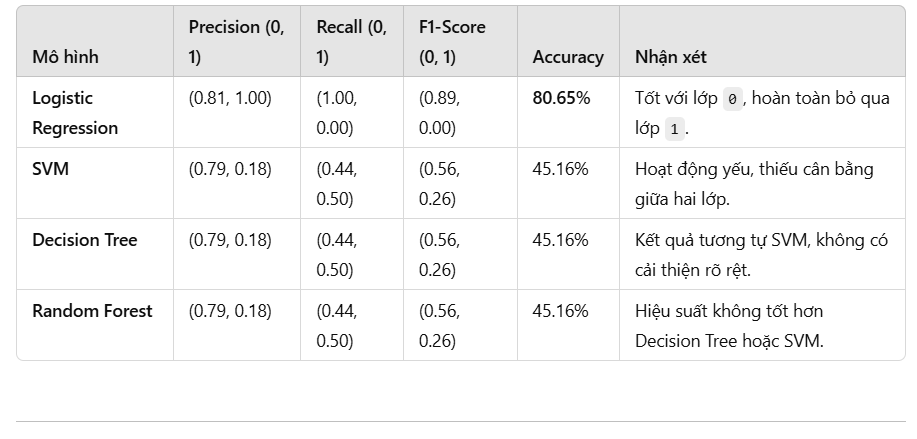 Mô hình
Precision (0,
1)
Recall (0,
1)
F1-Score
(0, 1)
Accuracy
Nhận xét
Logistic
Regression
(0.81, 1.00)
(1.00,
0.00)
(0.89,
0.00)
80.65%
Tốt với lớp 0, hoàn toàn bỏ qua
lớp 1.
SVM
(0.79, 0.18)
(0.44,
0.50)
(0.56,
0.26)
45.16%
Hoạt động yếu, thiếu cân bằng
giữa hai lớp.
Decision Tree
(0.79, 0.18)
(0.44,
0.50)
(0.56,
0.26)
45.16%
Kết quả tương tự SVM, không có
cải thiện rõ rệt.
Random Forest
(0.79, 0.18)
(0.44,
0.50)
(0.56,
0.26)
45.16%
Hiệu suất không tốt hơn
Decision Tree hoặc SVM.